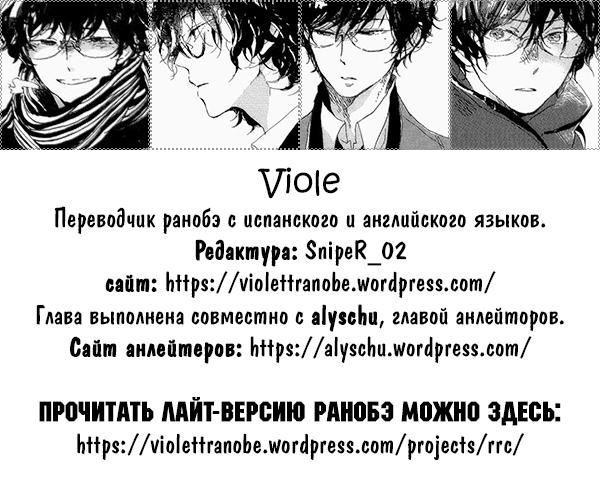 Viole
Переводчик ранобэ с испанского и английского языков.
Редактура: SnipeR_02
сайт: https://violettranobe.wordpress.com/
Глава выполнена совместно с alyschu, главой анлейторов.
Сайт анлейтеров: https://alyschu.wordpress.com/
ПРОЧИТАТЬ ЛАЙТ-ВЕРСИЮ РАНОБЭ МОЖНО ЗДЕСЬ:
https://violettranobe.wordpress.com/projects/rrc/